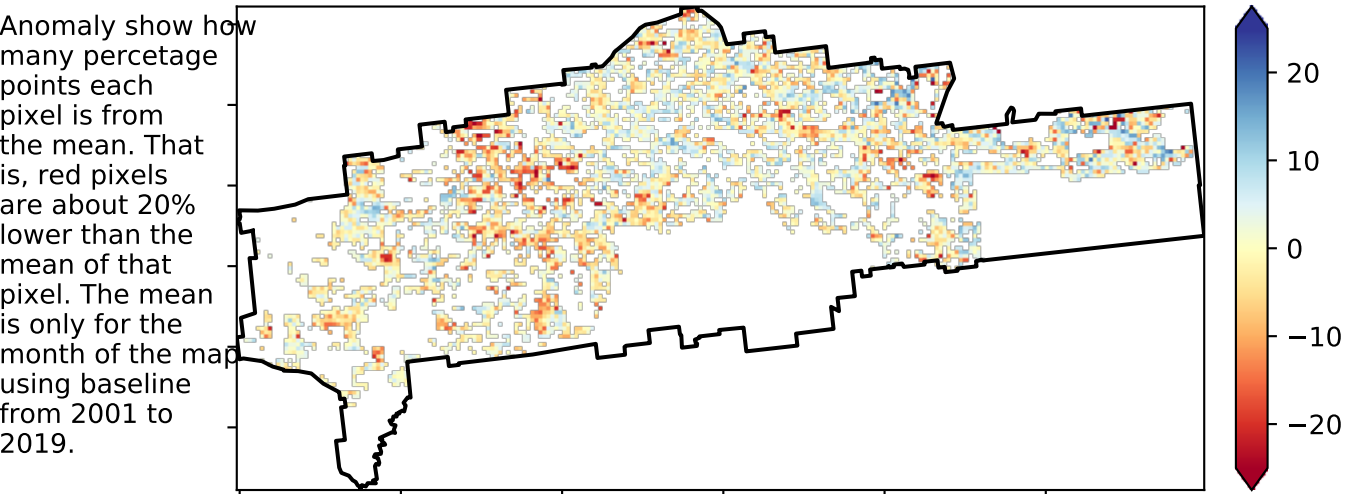 Anomaly show how
many percetage
points each
pixel is from
the mean. That
is, red pixels
are about 20%
lower than the
mean of that
pixel. The mean
is only for the
month of the map
using baseline
from 2001 to
2019.
20
10
0
−10
−20